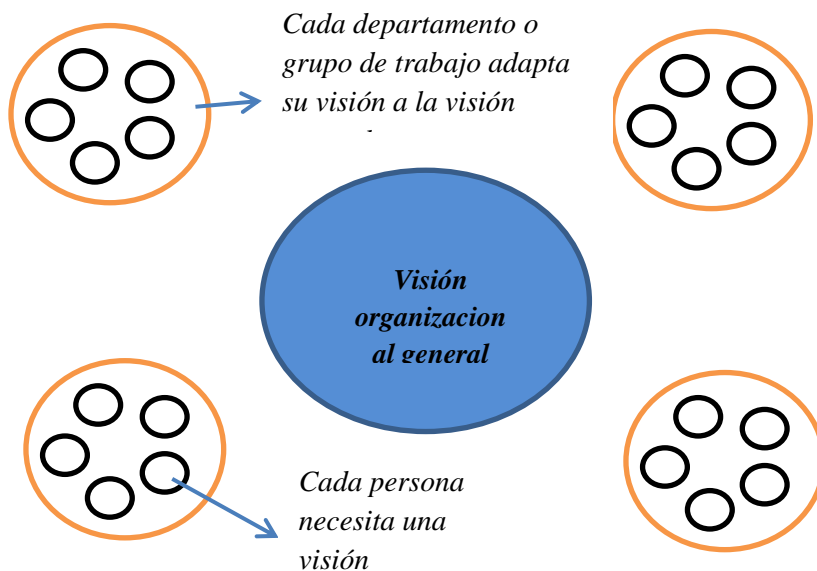 Cada departamento o
grupo de trabajo adapta
su visión a la visión
Visión
organizacion
al general
Cada persona
necesita una
visión